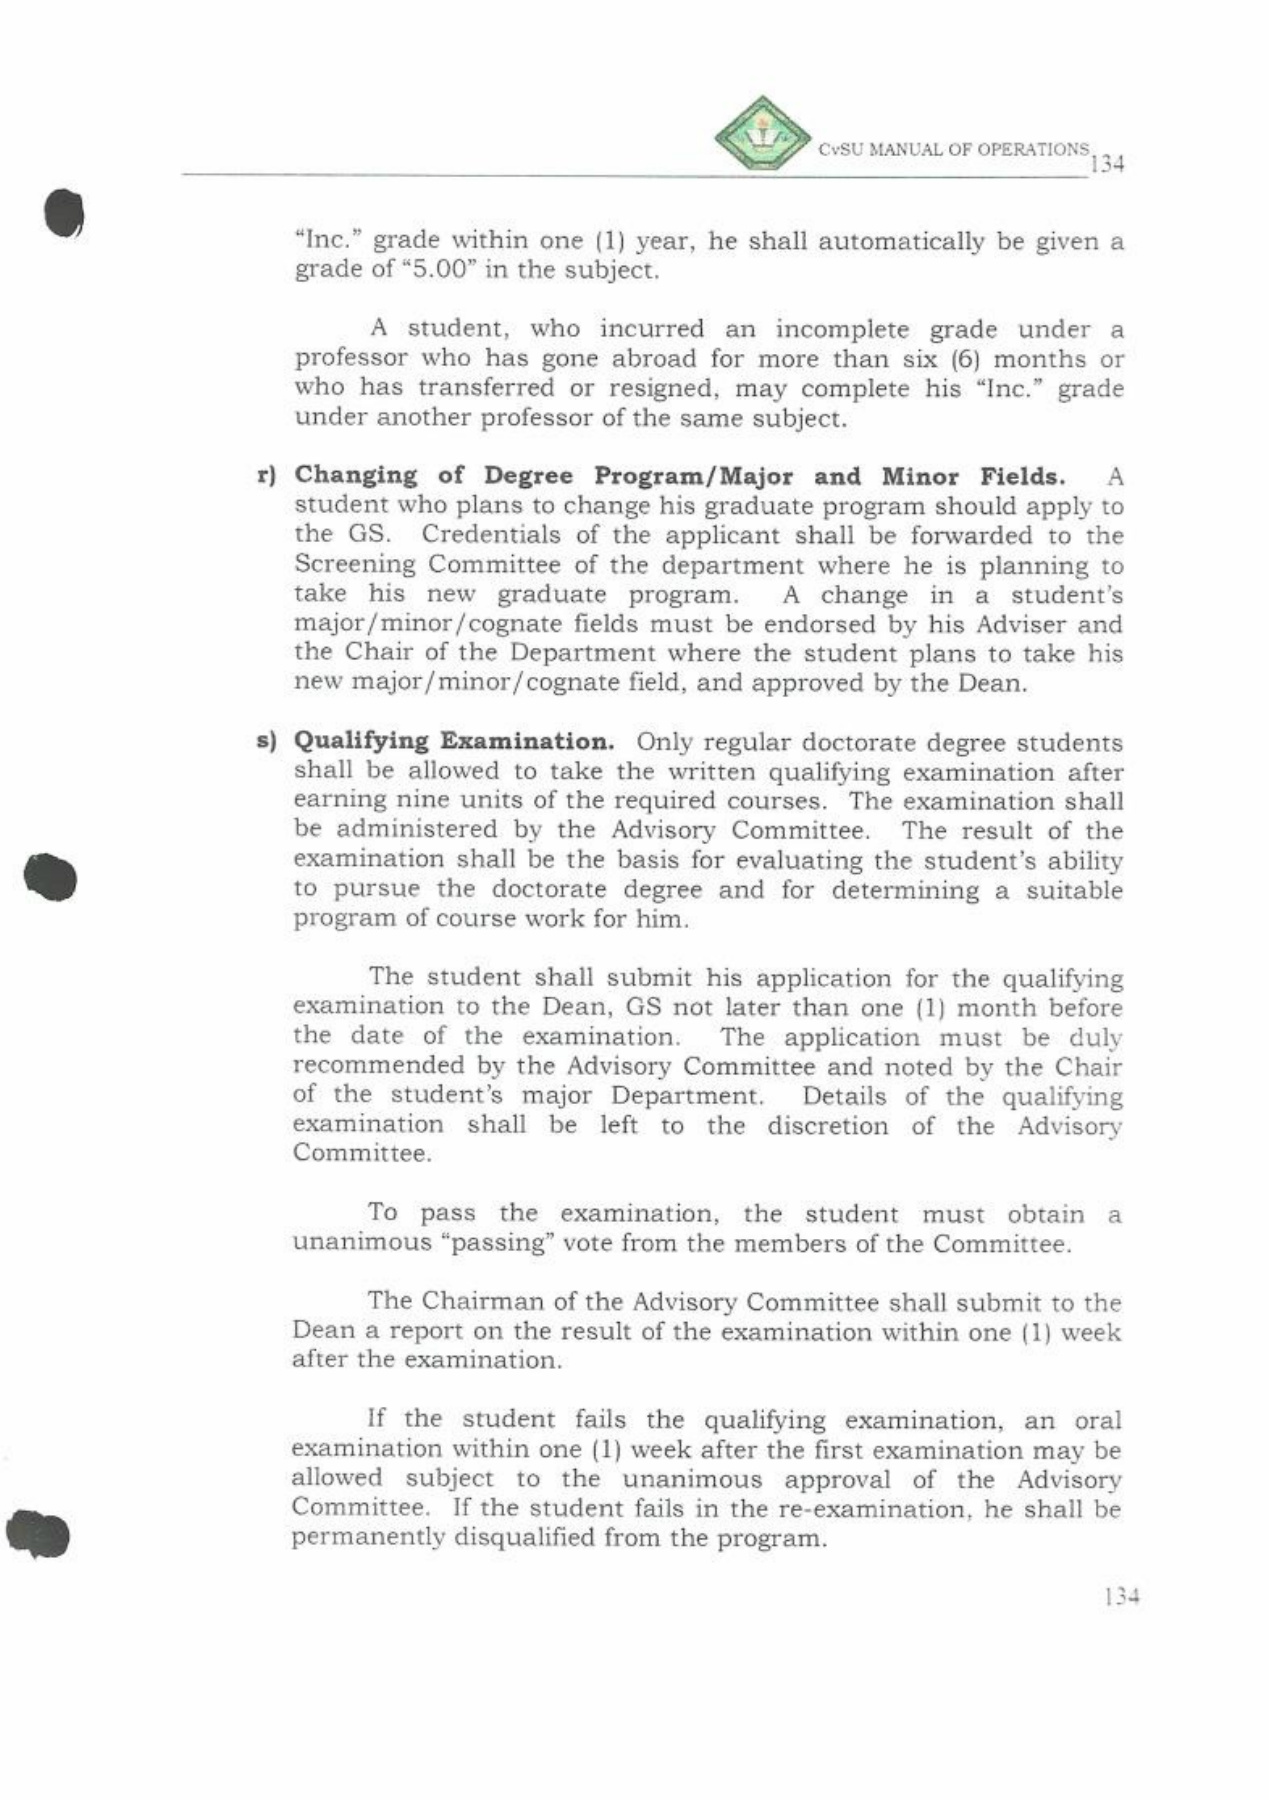 CvSU MANUAL OF OPERATIONS
134
“Inc.” grade within one (1) year, he shall automatically be given a
grade of “5.00” in the subject.
A student, who incurred an incomplete grade under a
professor who has gone abroad for more than six (6) months or
who has transferred or resigned, may complete his “Inc.” grade
under another professor of the same subject.
r) Changing of Degree Program/Major and Minor Fields. A
student who plans to change his graduate program should apply to
the GS. Credentials of the applicant shall be forwarded to the
Screening Committee of the department where he is planning to
take his new graduate program. A change in a student's
major/minor/cognate fields must be endorsed by his Adviser and
the Chair of the Department where the student plans to take his
new major/minor/cognate field, and approved by the Dean.
s) Qualifying Examination. Only regular doctorate degree students
shall be allowed to take the written qualifying examination after
earning nine units of the required courses. The examination shall
be administered by the Advisory Committee. The result of the
examination shall be the basis for evaluating the student's ability
to pursue the doctorate degree and for determining a suitable
program of course work for him.
The student shall submit his application for the qualifying
examination to the Dean, GS not later than one (1) month before
the date of the examination. The application must be duly
recommended by the Advisory Committee and noted by the Chair
of the student's major Department. Details of the qualifying
examination shall be left to the discretion of the Advisory
Committee.
To pass the examination, the student must obtain a
unanimous “passing” vote from the members of the Committee.
The Chairman of the Advisory Committee shall submit to the
Dean a report on the result of the examination within one (1) week
after the examination.
If the student fails the qualifying examination, an oral
examination within one (1) week after the first examination may be
allowed subject to the unanimous approval of the Advisory
Committee. If the student fails in the re-examination, he shall be
permanently disqualified from the program.
134